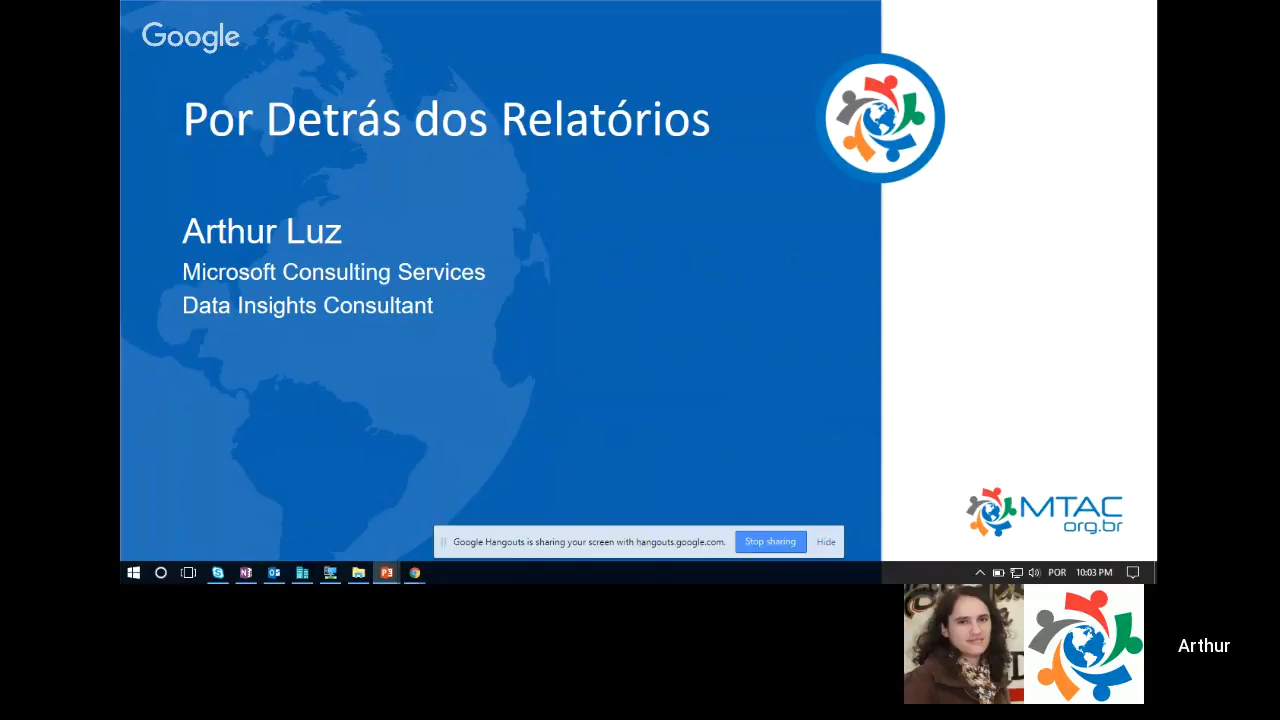 Google
Por Detrás dos Relatórios
Arthur Luz
Microsoft Consulting Services
Data Insights Consultant
MTAC
org.br
Google Hangouts is sharing your screen with hangouts.google.com.
Stop sharing
Hide
POR
10:03 PM
Arthur